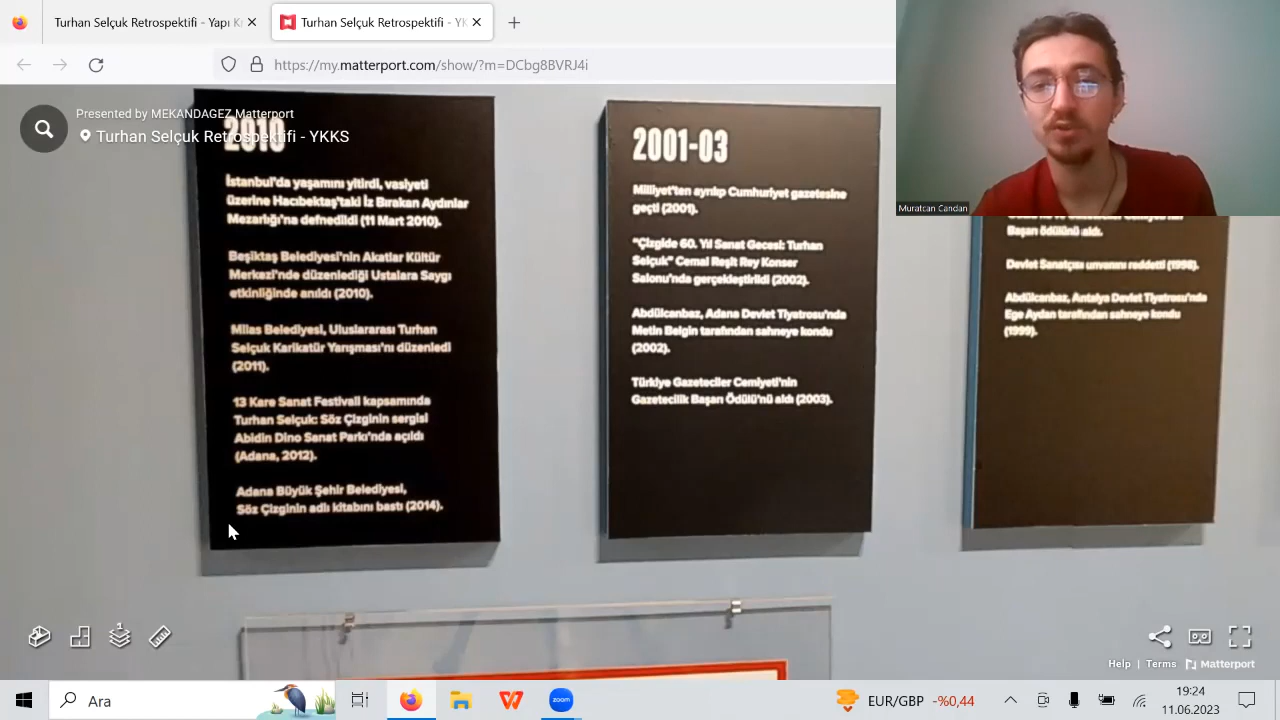 Turhan Selçuk Retrospektifi - Yapı K
Turhan Selçuk Retrospektifi - YK
https://my.matterport.com/show/?m=DCbg8BVRJ4i
Presented by MEKANDAGEZ Matterport
Turhan Selçuk Retrospektifi - YKKS
2010
İstanbul'da yaşamını yitirdi, vasiyeti
üzerine Hacıbektaş'taki İz Bırakan Aydınlar
Mezarlığı'na defnedildi (11 Mart 2010).
Beşiktaş Belediyesi'nin Akatlar Kültür
Merkezi'nde düzenlediği Ustalara Saygı
etkinliğinde anıldı (2010).
Milas Belediyesi, Uluslararası Turhan
Selçuk Karikatür Yarışması'nı düzenledi
(2011).
13 Kare Sanat Festivali kapsamında
Turhan Selçuk: Söz Çizginin sergisi
Abidin Dino Sanat Parkı'nda açıldı
(Adana, 2012).
Adana Büyük Şehir Belediyesi,
Söz Çizginin adlı kitabını bastı (2014).
2001-03
Milliyet'ten ayrılıp Cumhuriyet gazetesine
geçti (2001).
"Çizgide 60. Yıl Sanat Gecesi: Turhan
Selçuk" Cemal Reşit Rey Konser
Salonu'nda gerçekleştirildi (2002).
Abdülcanbaz, Adana Devlet Tiyatrosu'nda
Metin Belgin tarafından sahneye kondu
(2002).
Türkiye Gazeteciler Cemiyeti'nin
Gazetecilik Başarı Ödülü'nü aldı (2003).
Başarı ödülünü aldı.
Devlet Sanatçısı unvanını reddetti (1998).
Abdülcanbaz, Antalya Devlet Tiyatrosu'nda
Ege Aydan tarafından sahneye kondu
(1999).
Muratcan Candan
1
Help | Terms
Matterport
Ara
zoom
EUR/GBP -%0,44
19:24
11.06.2023